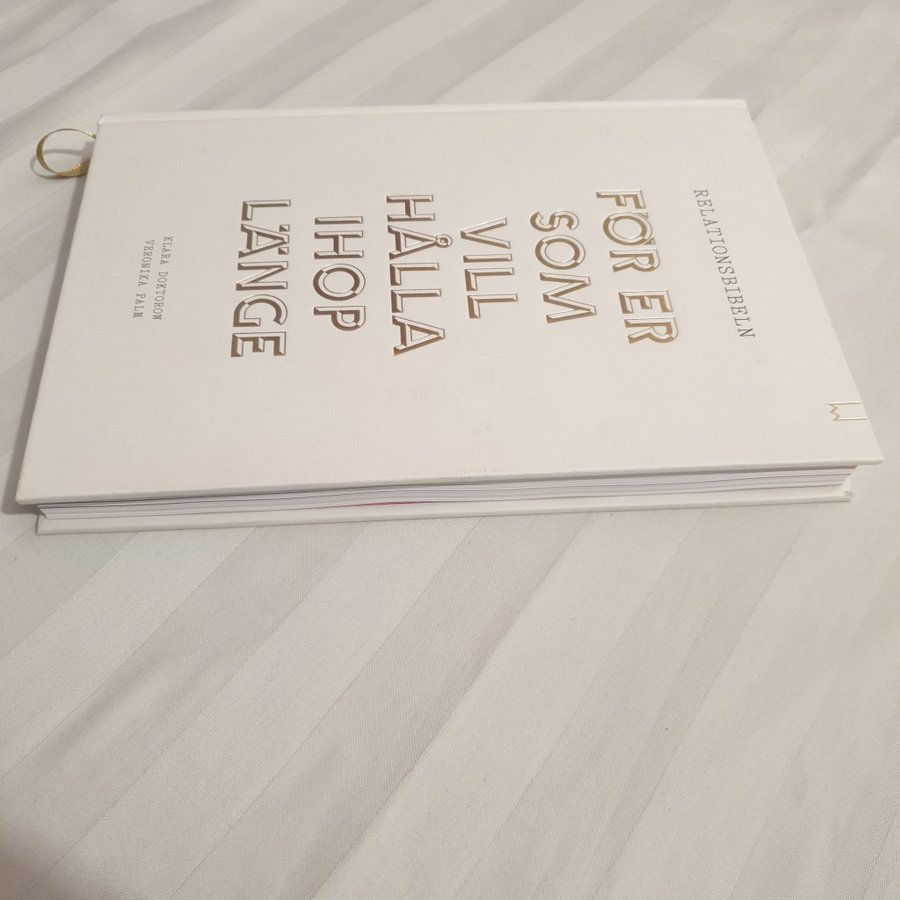 RELATIONSBIBELN
FÖR ER
SOM
VILL
HÅLLA
IHOP
LÄNGE
KLARA DOKTOROW
VERONIKA PALM